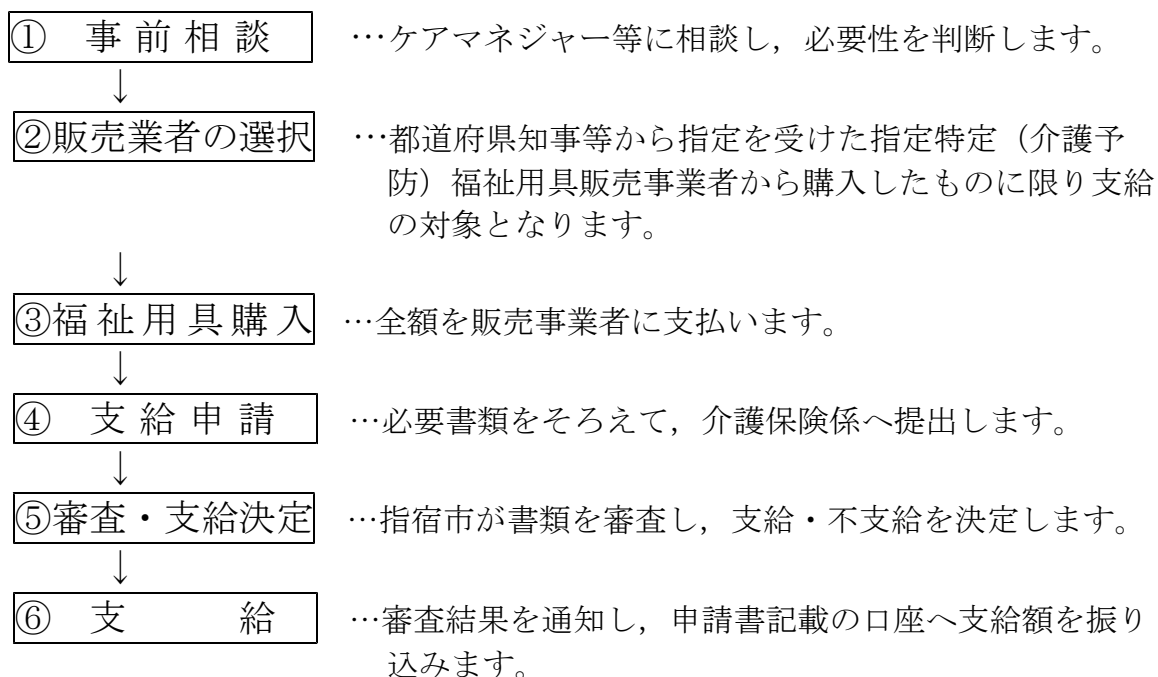 ① 事前相談 …ケアマネジャー等に相談し，必要性を判断します。
↓
②販売業者の選択 …都道府県知事等から指定を受けた指定特定（介護予
防）福祉用具販売事業者から購入したものに限り支給
の対象となります。
↓
③福祉用具購入 …全額を販売事業者に支払います。
↓
④ 支給申請 …必要書類をそろえて，介護保険係へ提出します。
↓
⑤審査・支給決定 …指宿市が書類を審査し，支給・不支給を決定します。
↓
⑥ 支 給 …審査結果を通知し，申請書記載の口座へ支給額を振り
込みます。